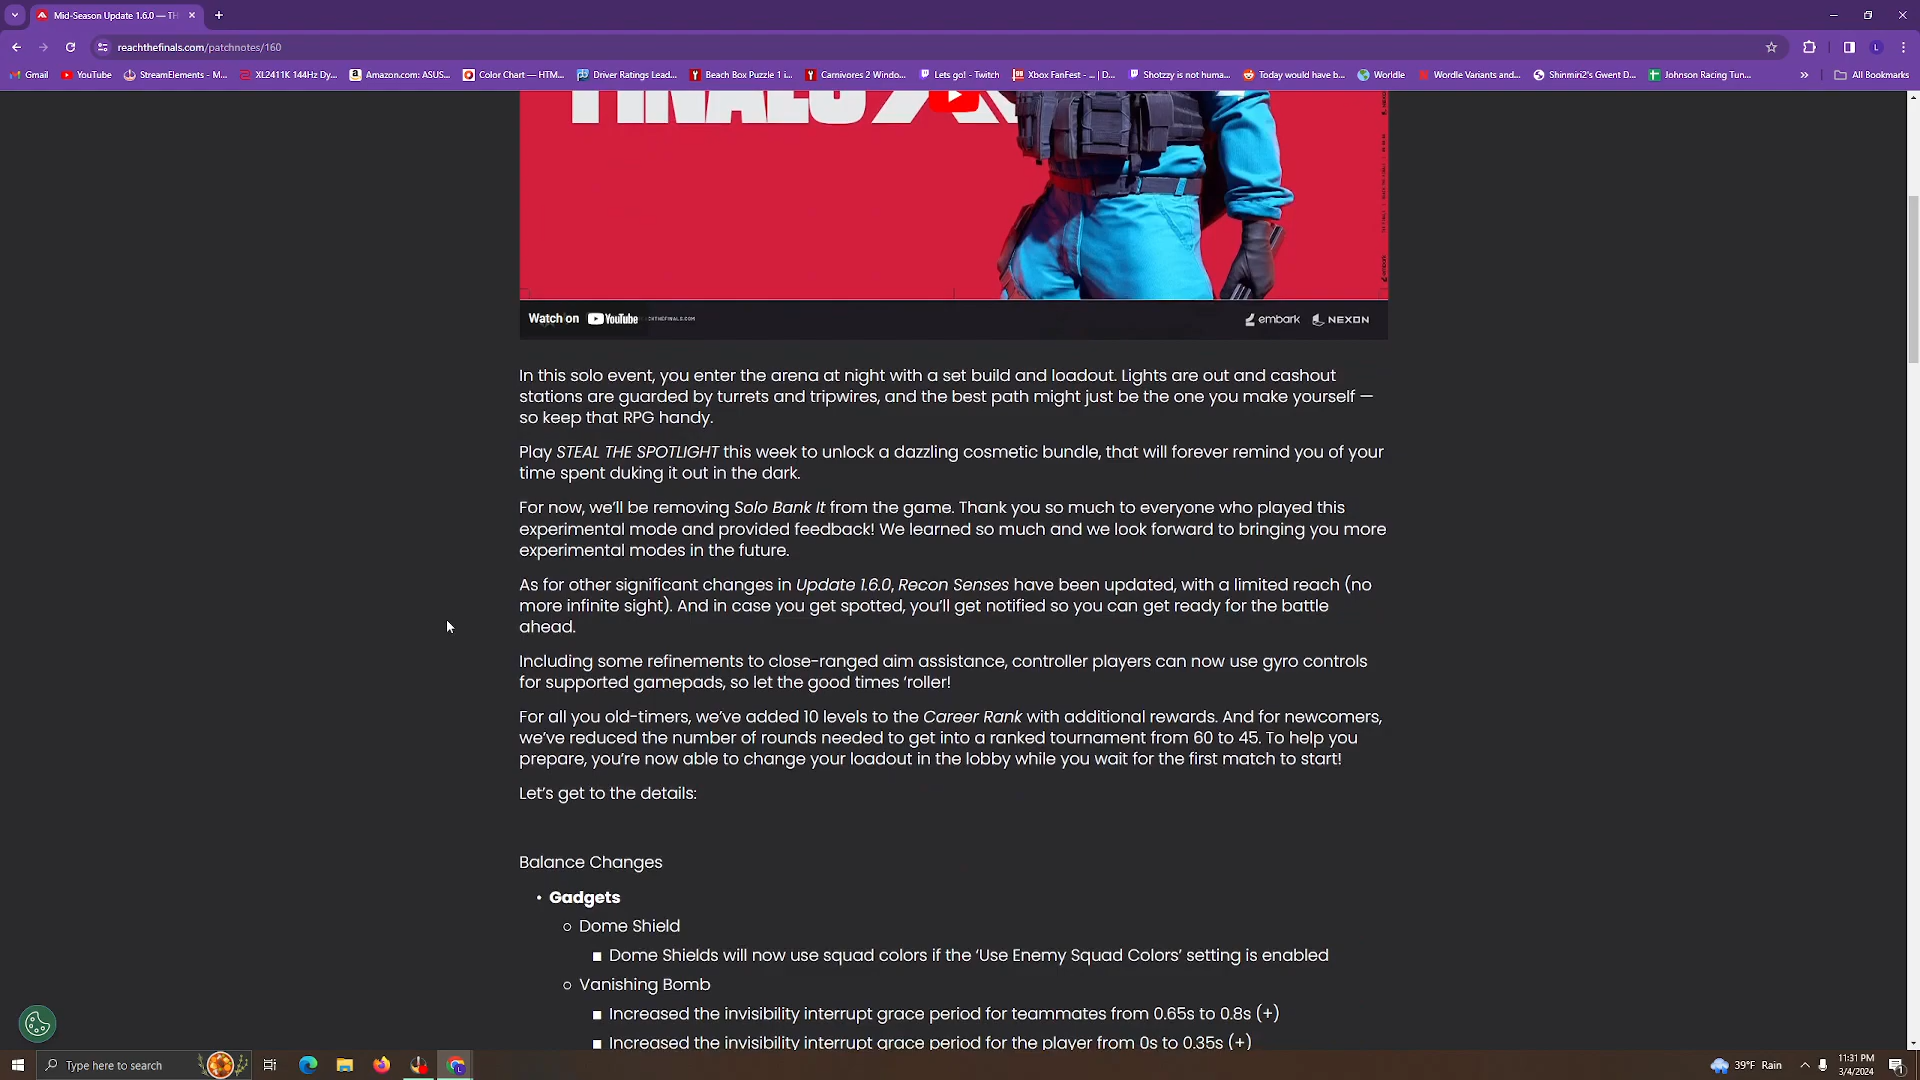 Mid-Season Update 1.6.0 — TH
reachthefinals.com/patchnotes/160
Gmail YouTube StreamElements - M... XL2411K 144Hz Dy... Amazon.com: ASUS... Color Chart — HTM... Driver Ratings Lead... Beach Box Puzzle 1 i... Carnivores 2 Windo... Lets go! - Twitch Xbox FanFest - ... | D... Shotzzy is not huma... Today would have b... Worldle Wordle Variants and... Shinmiri2's Gwent D... Johnson Racing Tun... » All Bookmarks
FINALS
Watch on YouTube embark NEXON
In this solo event, you enter the arena at night with a set build and loadout. Lights are out and cashout
stations are guarded by turrets and tripwires, and the best path might just be the one you make yourself —
so keep that RPG handy.
Play STEAL THE SPOTLIGHT this week to unlock a dazzling cosmetic bundle, that will forever remind you of your
time spent duking it out in the dark.
For now, we’ll be removing Solo Bank It from the game. Thank you so much to everyone who played this
experimental mode and provided feedback! We learned so much and we look forward to bringing you more
experimental modes in the future.
As for other significant changes in Update 1.6.0, Recon Senses have been updated, with a limited reach (no
more infinite sight). And in case you get spotted, you’ll get notified so you can get ready for the battle
ahead.
Including some refinements to close-ranged aim assistance, controller players can now use gyro controls
for supported gamepads, so let the good times ‘roller!
For all you old-timers, we’ve added 10 levels to the Career Rank with additional rewards. And for newcomers,
we’ve reduced the number of rounds needed to get into a ranked tournament from 60 to 45. To help you
prepare, you’re now able to change your loadout in the lobby while you wait for the first match to start!
Let’s get to the details:
Balance Changes
• Gadgets
○ Dome Shield
■ Dome Shields will now use squad colors if the ‘Use Enemy Squad Colors’ setting is enabled
○ Vanishing Bomb
■ Increased the invisibility interrupt grace period for teammates from 0.65s to 0.8s (+)
■ Increased the invisibility interrupt grace period for the player from 0s to 0.35s (+)
Type here to search
39°F Rain
11:31 PM
3/4/2024